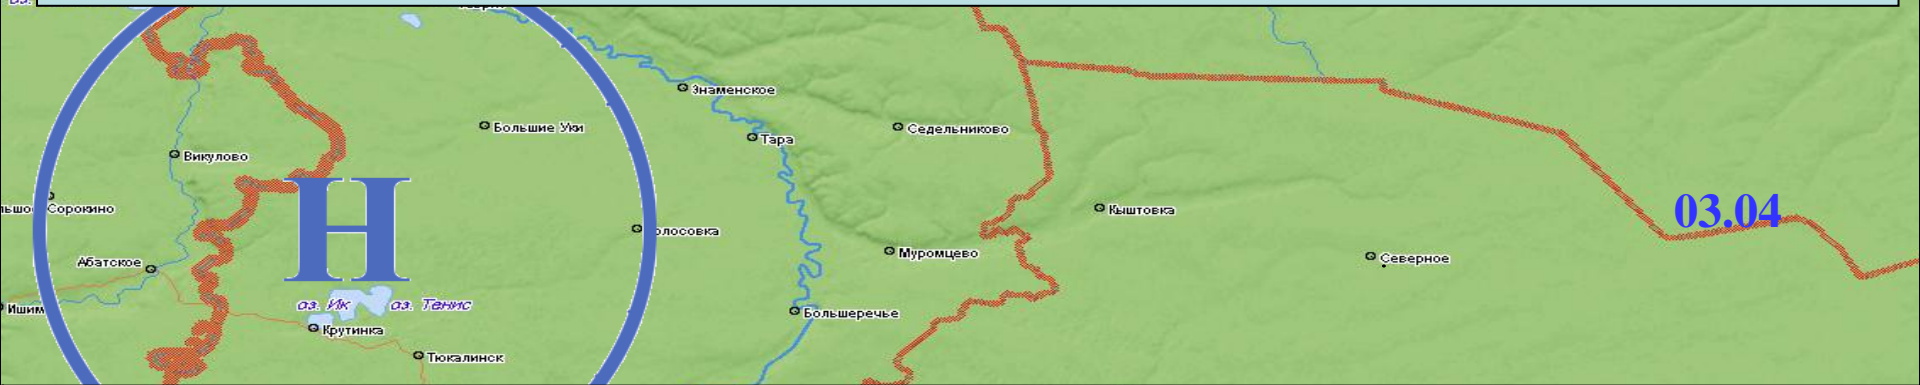 Знаменское
Большие Уки
Седельниково
Тара
Викулово
Сорокино
Кыштовка
03.04
Н
олосовка
Муромцево
Северное
Абатское
оз. Ик
оз. Тенис
Ишим
Большеречье
Крутинка
Тюкалинск